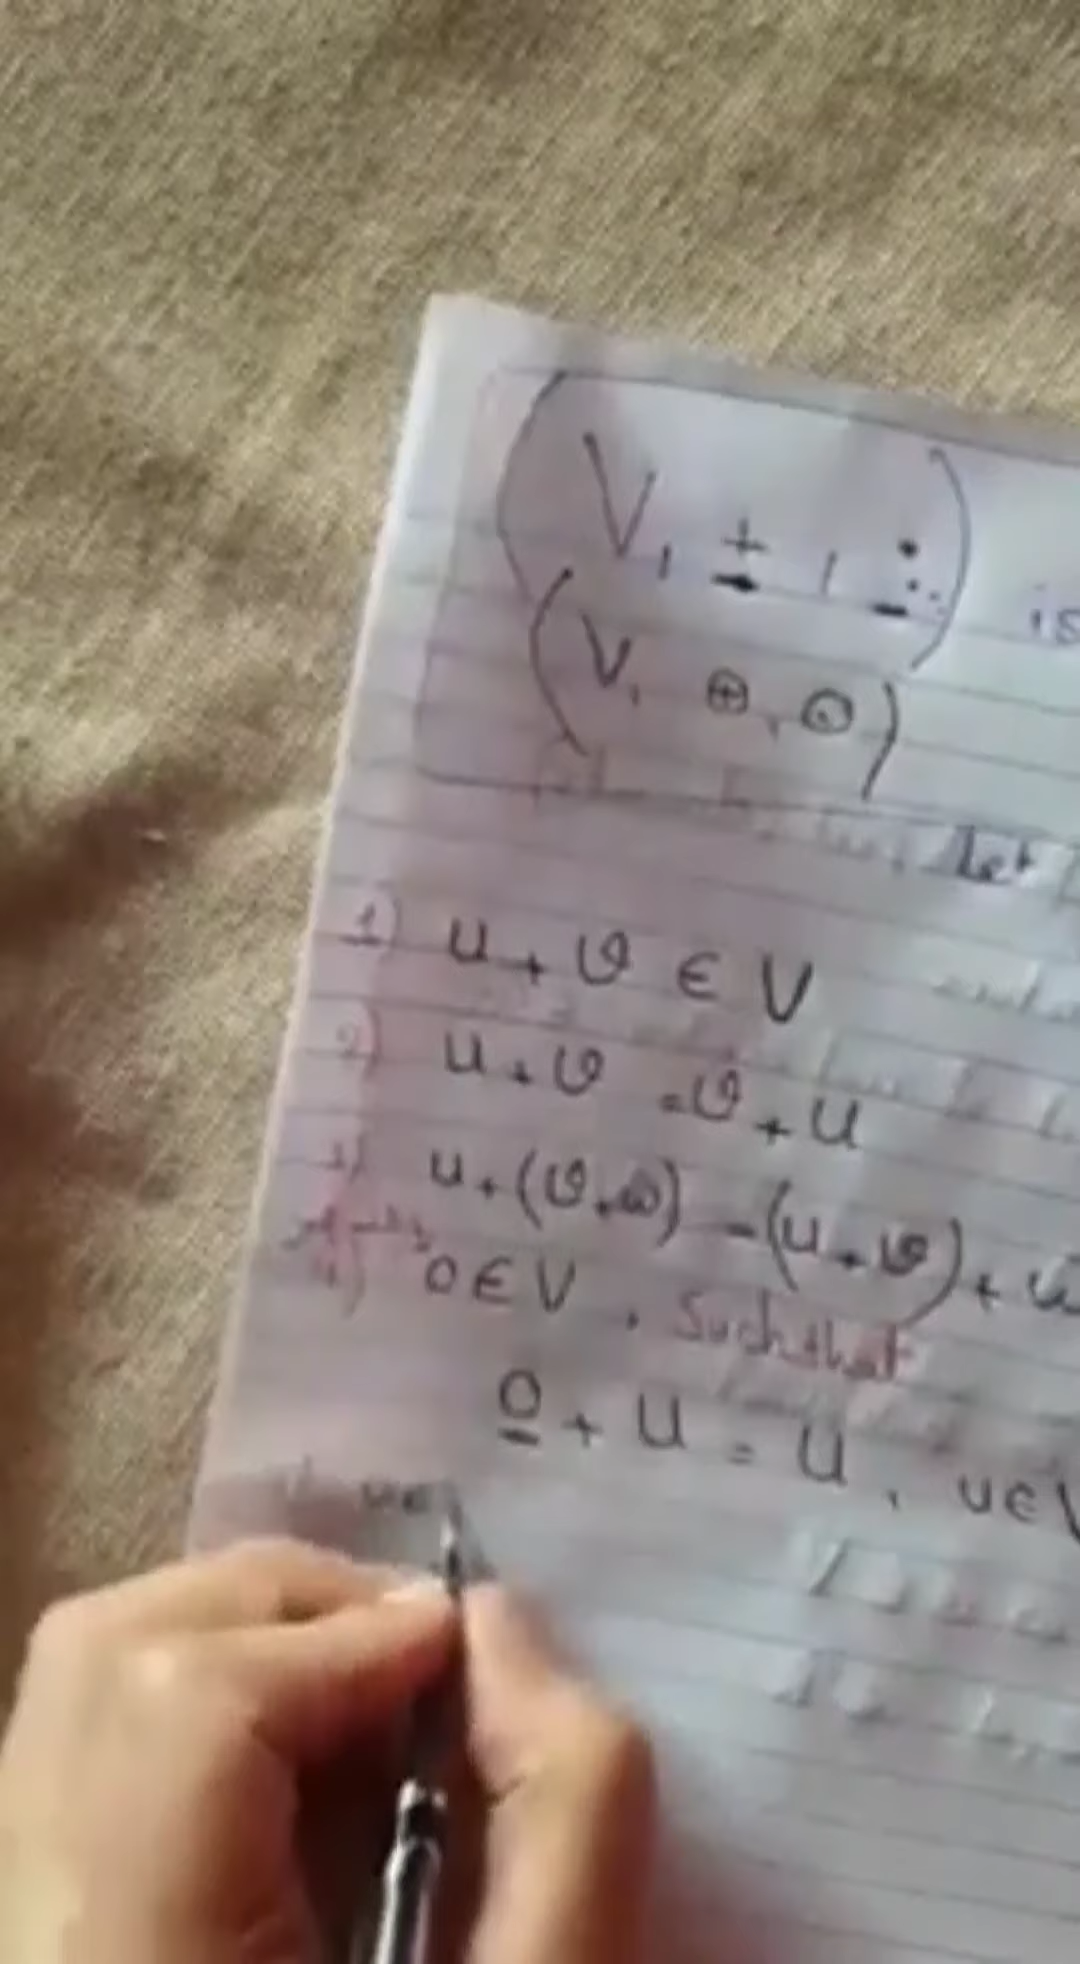 (V, +, ·) is
(V, ⊕, ⊙)
Let
1) u + v ∈ V
2) u + v = v + u
3) u + (v + w) = (u + v) + w
4) 0 ∈ V, such that
0 + u = u, u ∈ V
u ∈